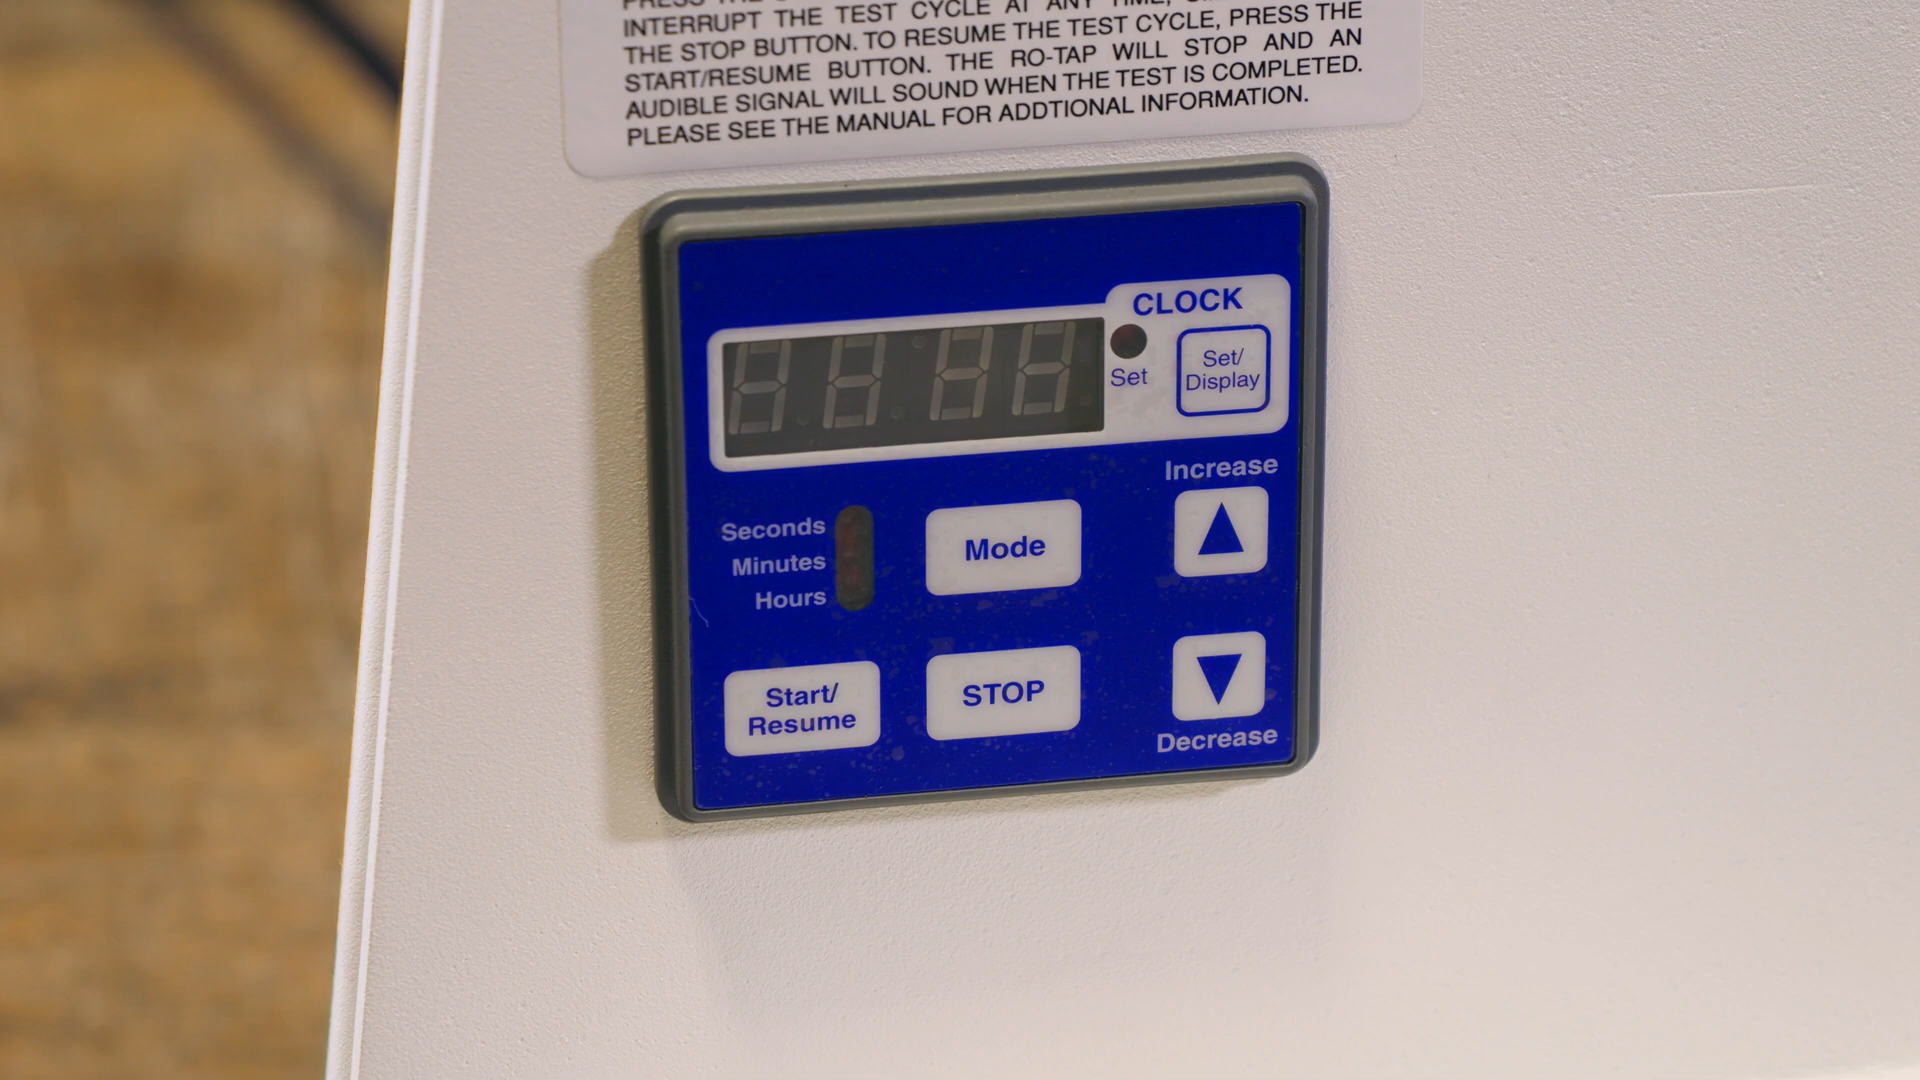 INTERRUPT THE TEST CYCLE AT ANY TIME,
THE STOP BUTTON. TO RESUME THE TEST CYCLE, PRESS THE
START/RESUME BUTTON. THE RO-TAP WILL STOP AND AN
AUDIBLE SIGNAL WILL SOUND WHEN THE TEST IS COMPLETED.
PLEASE SEE THE MANUAL FOR ADDTIONAL INFORMATION.
CLOCK
Set
Set/
Display
Increase
Seconds
Minutes
Hours
Mode
Start/
Resume
STOP
Decrease